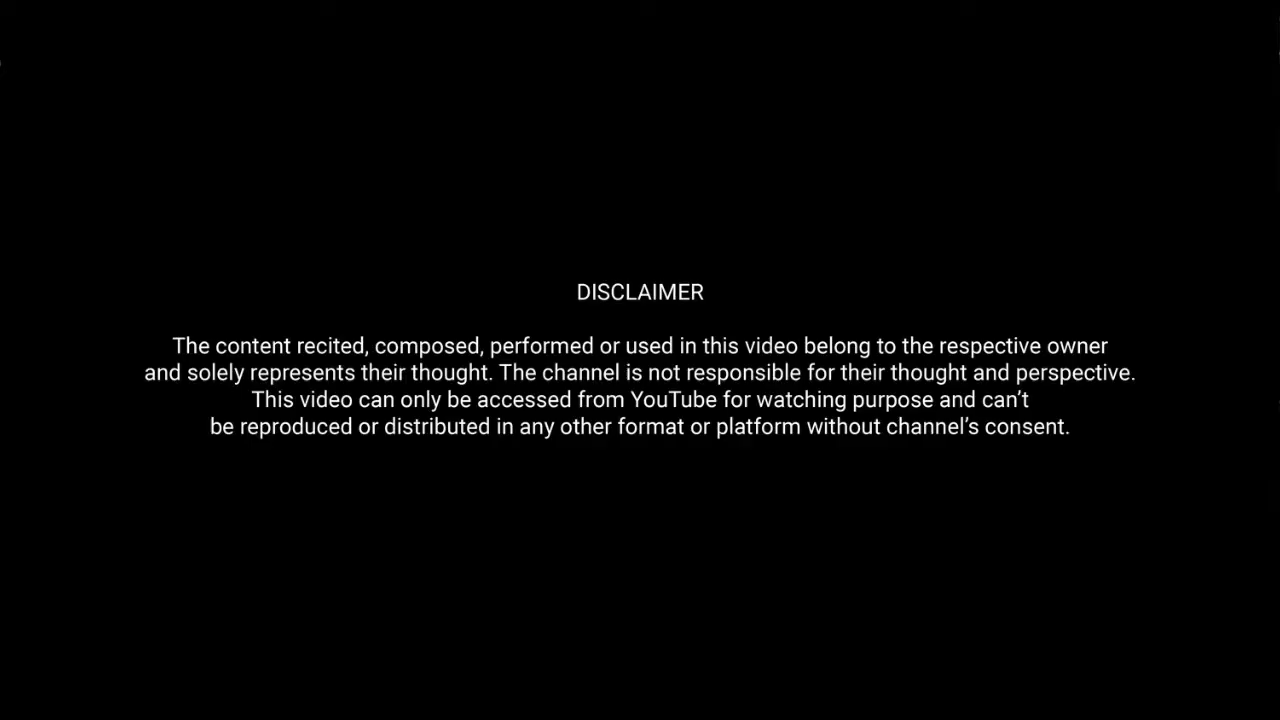 DISCLAIMER
The content recited, composed, performed or used in this video belong to the respective owner
and solely represents their thought. The channel is not responsible for their thought and perspective.
This video can only be accessed from YouTube for watching purpose and can’t
be reproduced or distributed in any other format or platform without channel’s consent.